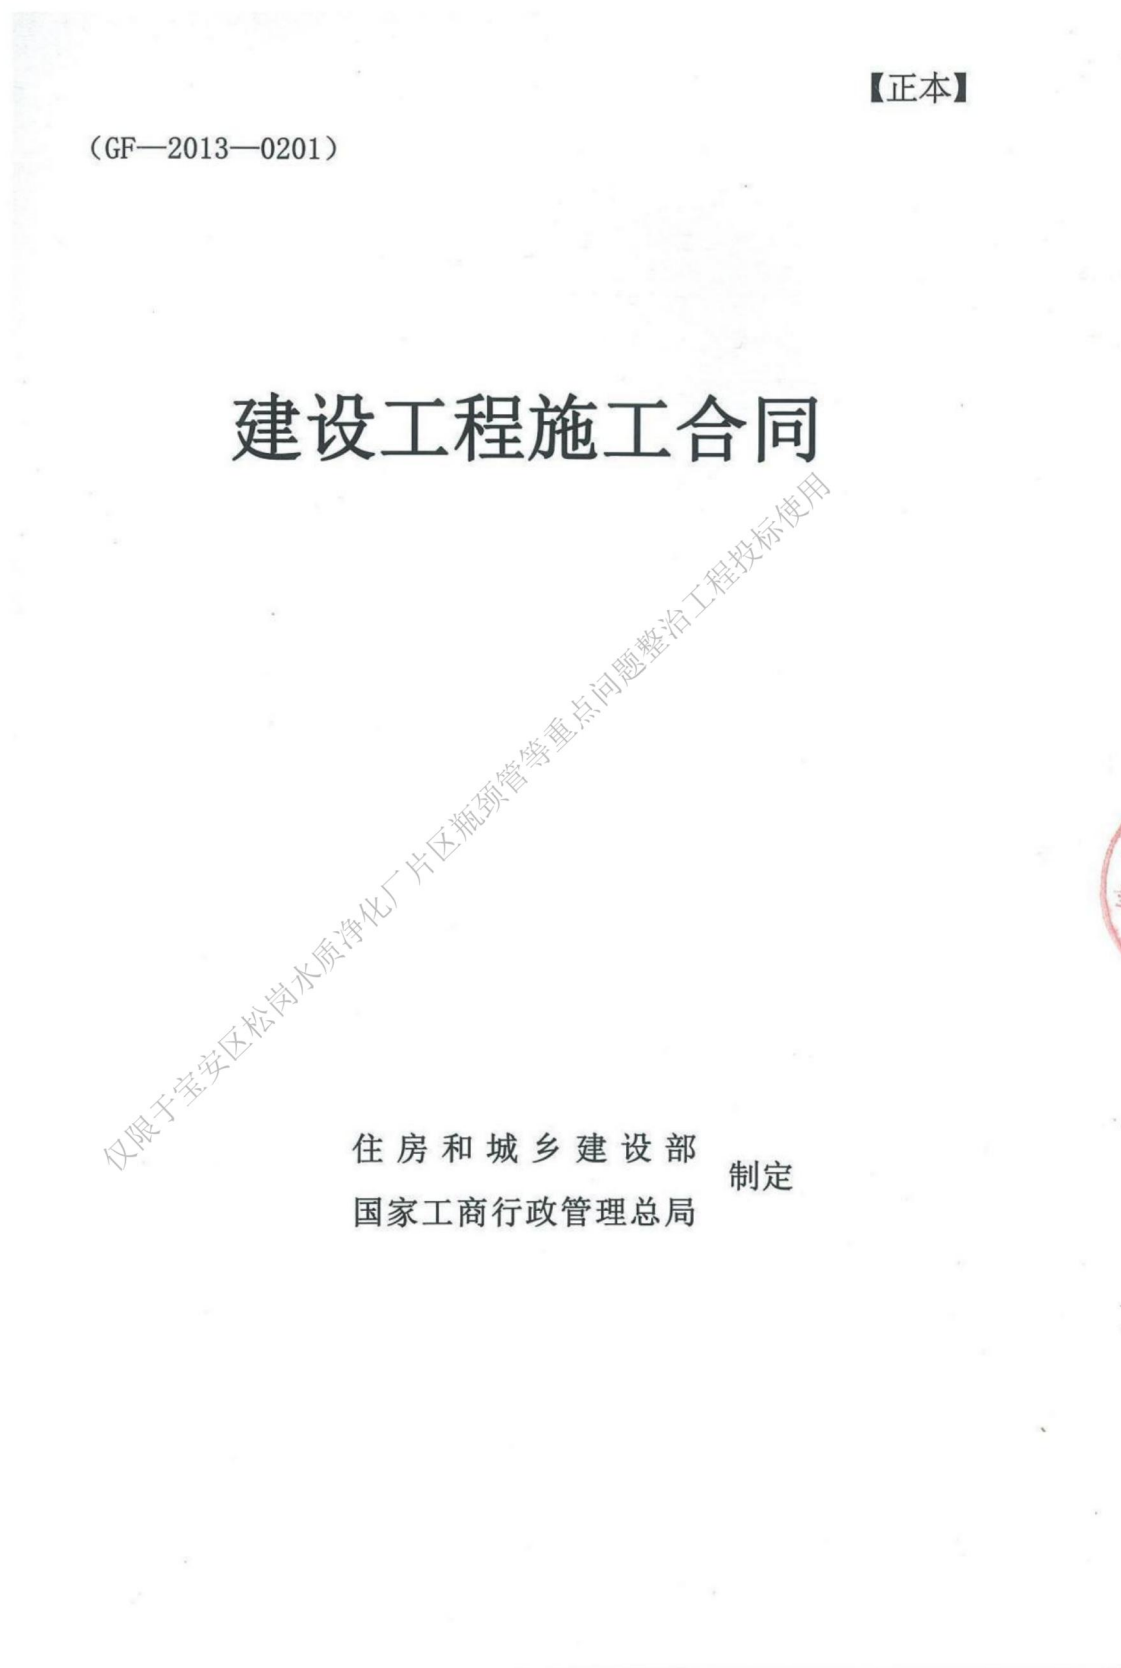 【正本】
（GF—2013—0201）
建设工程施工合同
仅限于宝安区松岗水质净化厂片区瓶颈管等重点问题整治工程投标使用
住房和城乡建设部
国家工商行政管理总局
制定